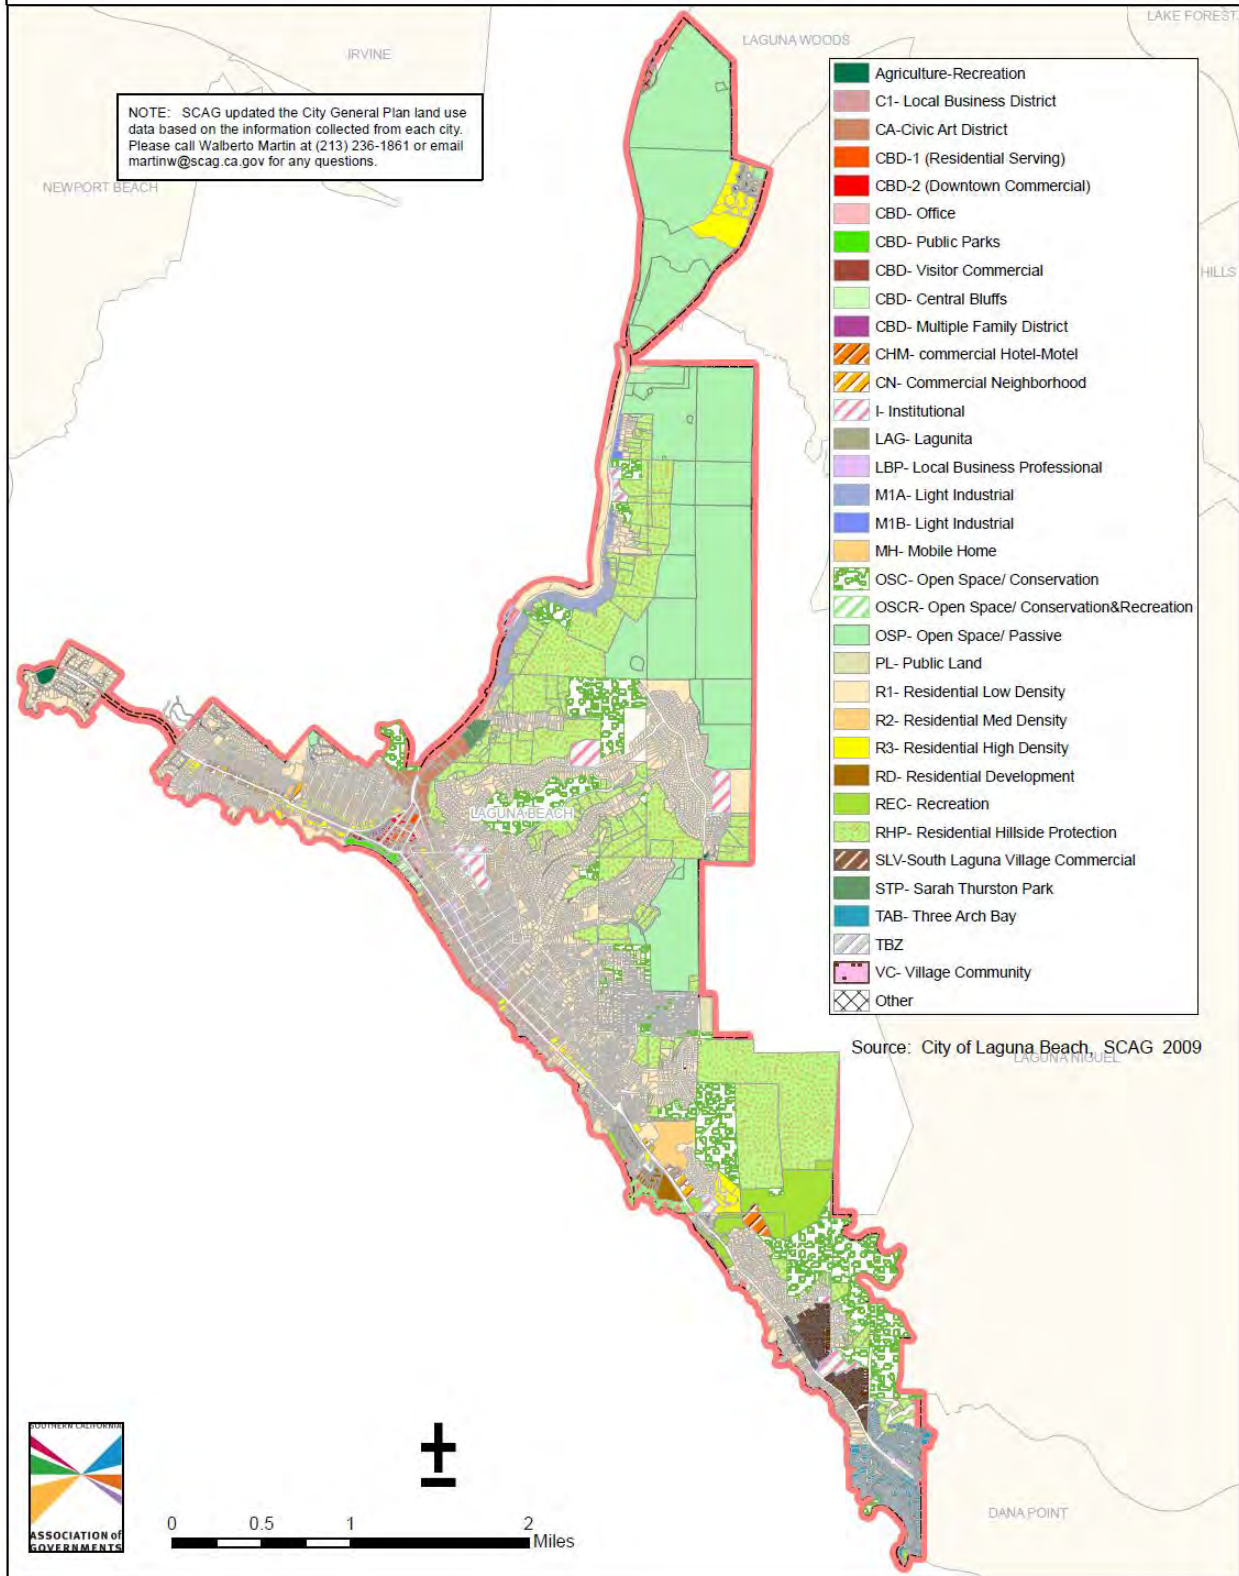 LAKE FOREST
LAGUNA WOODS
IRVINE
NOTE: SCAG updated the City General Plan land use
data based on the information collected from each city.
Please call Walberto Martin at (213) 236-1861 or email
martinw@scag.ca.gov for any questions.
NEWPORT BEACH
HILLS
Agriculture-Recreation
C1- Local Business District
CA-Civic Art District
CBD-1 (Residential Serving)
CBD-2 (Downtown Commercial)
CBD- Office
CBD- Public Parks
CBD- Visitor Commercial
CBD- Central Bluffs
CBD- Multiple Family District
CHM- commercial Hotel-Motel
CN- Commercial Neighborhood
I- Institutional
LAG- Lagunita
LBP- Local Business Professional
M1A- Light Industrial
M1B- Light Industrial
MH- Mobile Home
OSC- Open Space/ Conservation
OSCR- Open Space/ Conservation&Recreation
OSP- Open Space/ Passive
PL- Public Land
R1- Residential Low Density
R2- Residential Med Density
R3- Residential High Density
RD- Residential Development
REC- Recreation
RHP- Residential Hillside Protection
SLV-South Laguna Village Commercial
STP- Sarah Thurston Park
TAB- Three Arch Bay
TBZ
VC- Village Community
Other
LAGUNA BEACH
Source: City of Laguna Beach, SCAG 2009
LAGUNA NIGUEL
DANA POINT
SOUTHERN CALIFORNIA
ASSOCIATION of
GOVERNMENTS
0 0.5 1 2
Miles